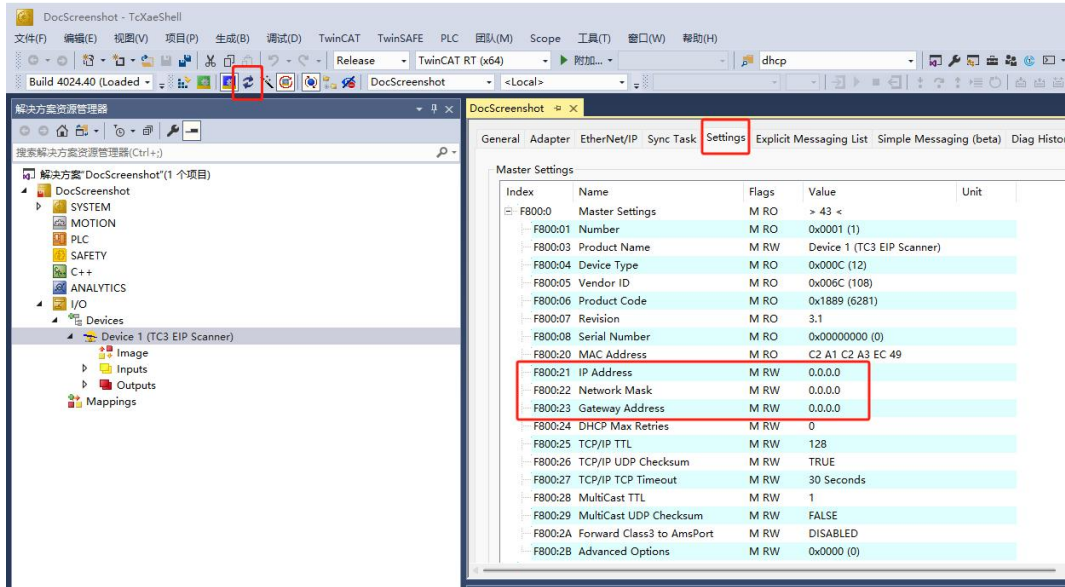 DocScreenshot - TcXaeShell
文件(F) 编辑(E) 视图(V) 项目(P) 生成(B) 调试(D) TwinCAT TwinSAFE PLC 团队(M) Scope 工具(T) 窗口(W) 帮助(H)
Release TwinCAT RT (x64) 附加... dhcp
Build 4024.40 (Loaded DocScreenshot <Local>
解决方案资源管理器
搜索解决方案资源管理器(Ctrl+;)
解决方案"DocScreenshot"(1 个项目)
DocScreenshot
SYSTEM
MOTION
PLC
SAFETY
C++
ANALYTICS
I/O
Devices
Device 1 (TC3 EIP Scanner)
Image
Inputs
Outputs
Mappings
DocScreenshot
General Adapter EtherNet/IP Sync Task Settings Explicit Messaging List Simple Messaging (beta) Diag Histo
Master Settings
Index Name Flags Value Unit
F800:0 Master Settings M RO > 43 <
F800:01 Number M RO 0x0001 (1)
F800:03 Product Name M RW Device 1 (TC3 EIP Scanner)
F800:04 Device Type M RO 0x000C (12)
F800:05 Vendor ID M RO 0x006C (108)
F800:06 Product Code M RO 0x1889 (6281)
F800:07 Revision M RO 3.1
F800:08 Serial Number M RO 0x00000000 (0)
F800:20 MAC Address M RO C2 A1 C2 A3 EC 49
F800:21 IP Address M RW 0.0.0.0
F800:22 Network Mask M RW 0.0.0.0
F800:23 Gateway Address M RW 0.0.0.0
F800:24 DHCP Max Retries M RW 0
F800:25 TCP/IP TTL M RW 128
F800:26 TCP/IP UDP Checksum M RW TRUE
F800:27 TCP/IP TCP Timeout M RW 30 Seconds
F800:28 MultiCast TTL M RW 1
F800:29 MultiCast UDP Checksum M RW FALSE
F800:2A Forward Class3 to AmsPort M RW DISABLED
F800:2B Advanced Options M RW 0x0000 (0)